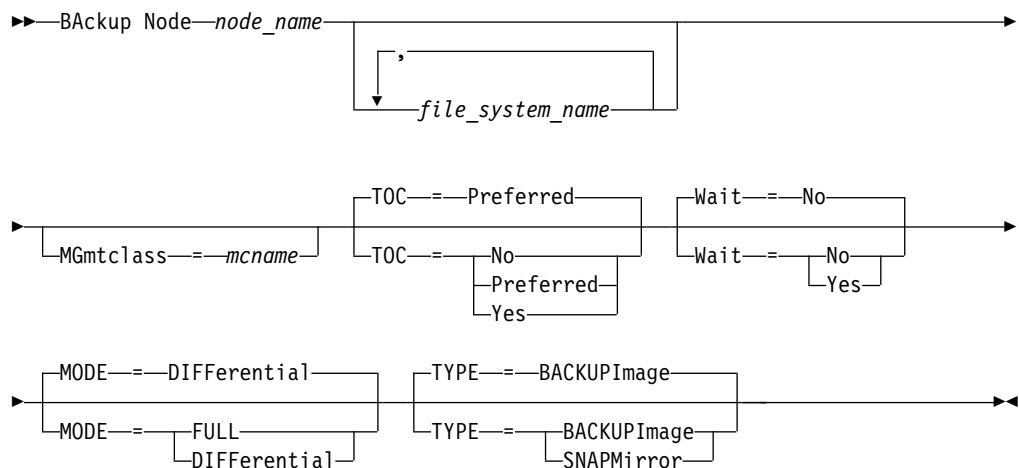 BAckup Node node_name
,
file_system_name
TOC = Preferred Wait = No
MGmtclass = mcname TOC = No Wait = No
Preferred Yes
Yes
MODE = DIFFerential TYPE = BACKUPImage
MODE = FULL TYPE = BACKUPImage
DIFFerential SNAPMirror